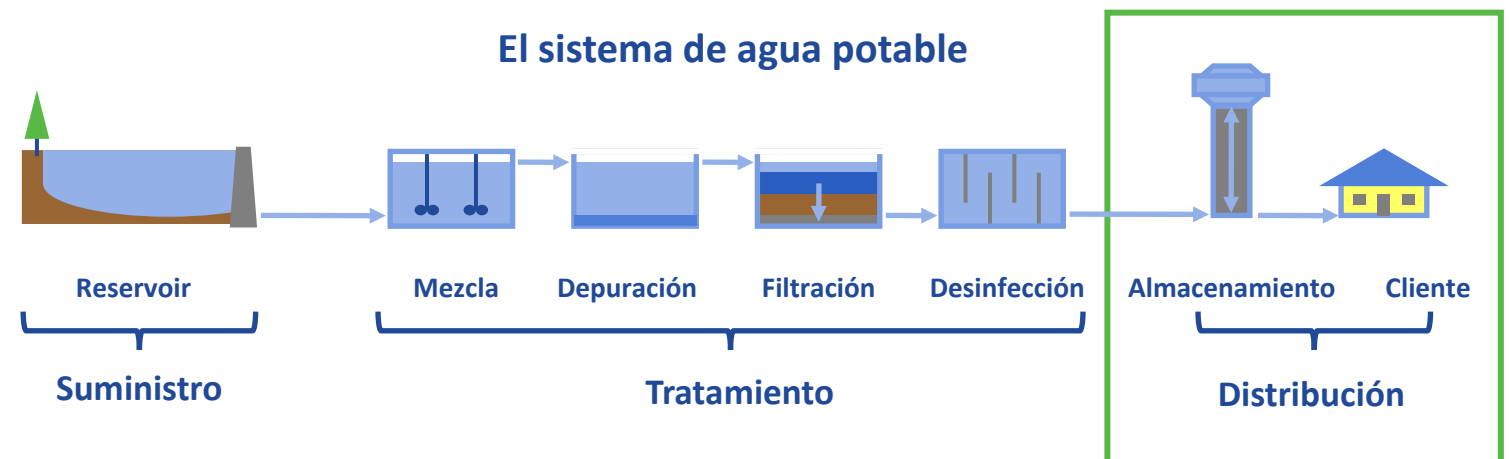 El sistema de agua potable
Reservoir
Mezcla
Depuración
Filtración
Desinfección
Almacenamiento
Cliente
Suministro
Tratamiento
Distribución